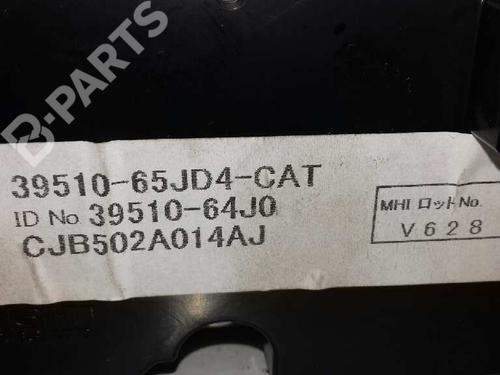 B-PARTS
39510-65JD4-CAT
ID No 39510-64J0
CJB502A014AJ
MHI ロットNo.
V628